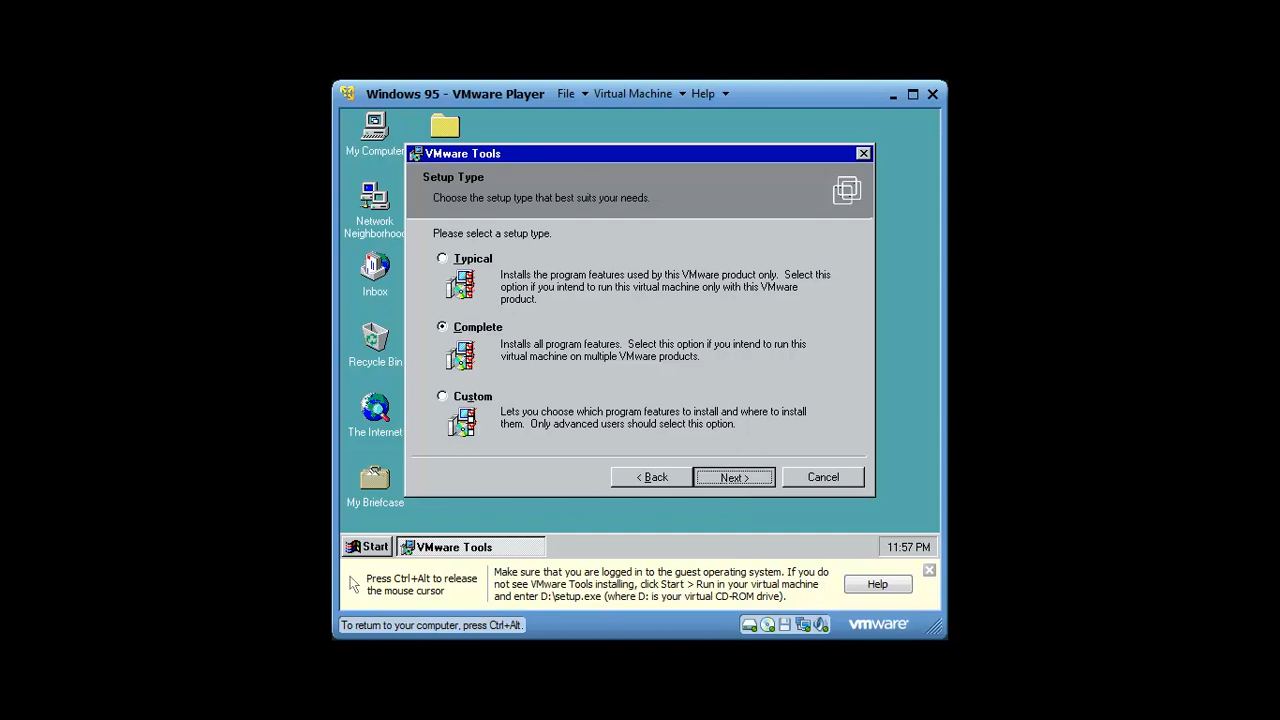 Windows 95 - VMware Player File Virtual Machine Help
My Computer
Network
Neighborhood
Inbox
Recycle Bin
The Internet
My Briefcase
VMware Tools
Setup Type
Choose the setup type that best suits your needs.
Please select a setup type.
Typical
Installs the program features used by this VMware product only. Select this
option if you intend to run this virtual machine only with this VMware
product.
Complete
Installs all program features. Select this option if you intend to run this
virtual machine on multiple VMware products.
Custom
Lets you choose which program features to install and where to install
them. Only advanced users should select this option.
< Back Next > Cancel
Start VMware Tools 11:57 PM
Press Ctrl+Alt to release
the mouse cursor
Make sure that you are logged in to the guest operating system. If you do
not see VMware Tools installing, click Start > Run in your virtual machine
and enter D:\setup.exe (where D: is your virtual CD-ROM drive).
Help
To return to your computer, press Ctrl+Alt.
vmware